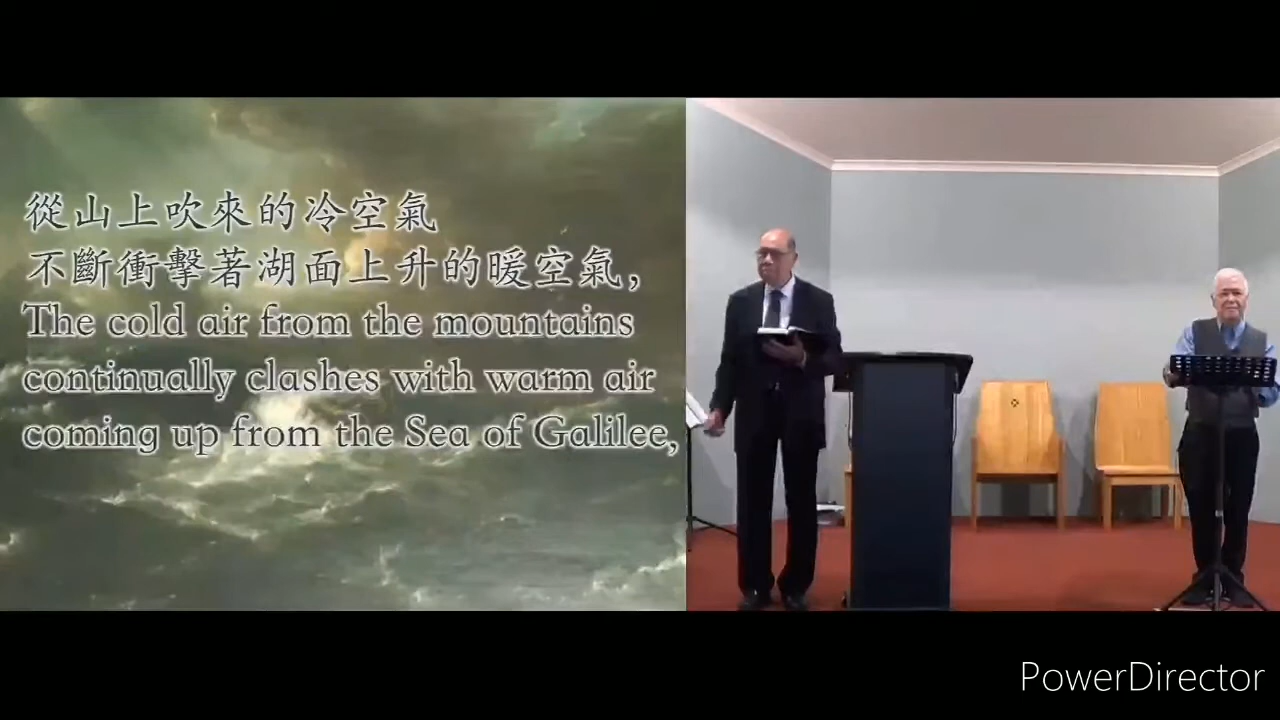 從山上吹來的冷空氣
不斷衝擊著湖面上升的暖空氣，
The cold air from the mountains
continually clashes with warm air
coming up from the Sea of Galilee,
PowerDirector